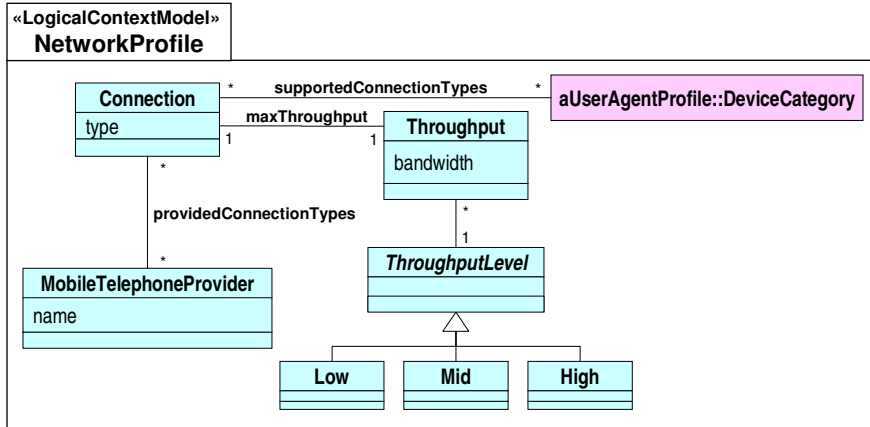 «LogicalContextModel»
NetworkProfile
Connection
type
* supportedConnectionTypes *
aUserAgentProfile::DeviceCategory
maxThroughput
1 1
Throughput
bandwidth
*
providedConnectionTypes
*
*
1
ThroughputLevel
MobileTelephoneProvider
name
Low
Mid
High